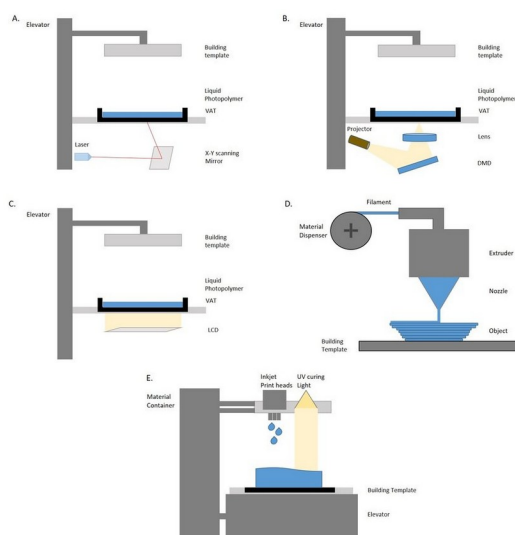 A.
Elevator
Building
template
Liquid
Photopolymer
VAT
Laser
X-Y scanning
Mirror
B.
Elevator
Building
template
Liquid
Photopolymer
VAT
Projector
Lens
DMD
C.
Elevator
Building
template
Liquid
Photopolymer
VAT
LCD
D.
Filament
Material
Dispenser
Extruder
Nozzle
Object
Building
Template
E.
Inkjet
Print heads
UV curing
Light
Material
Container
Building Template
Elevator